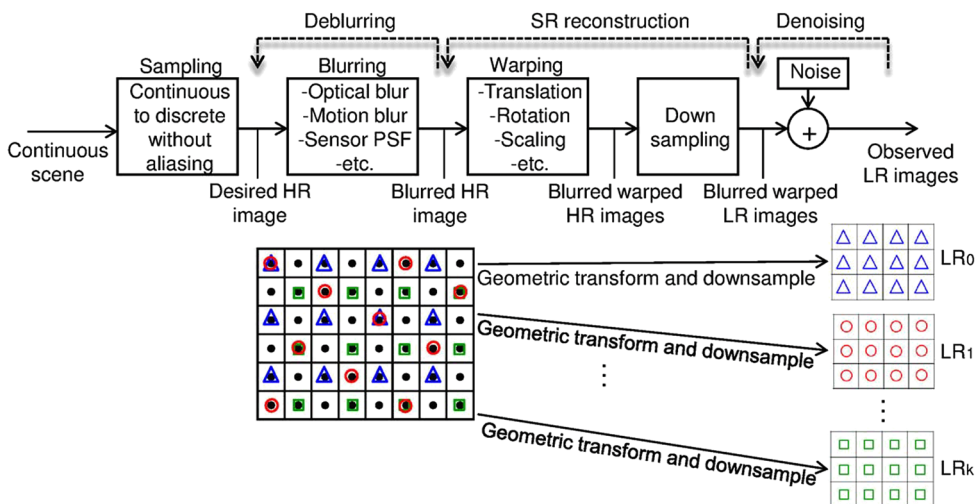 Deblurring
SR reconstruction
Denoising
Sampling
Continuous
to discrete
without
aliasing
Blurring
-Optical blur
-Motion blur
-Sensor PSF
-etc.
Warping
-Translation
-Rotation
-Scaling
-etc.
Down
sampling
Noise
+
Continuous
scene
Desired HR
image
Blurred HR
image
Blurred warped
HR images
Blurred warped
LR images
Observed
LR images
Geometric transform and downsample
LR0
Geometric transform and downsample
LR1
Geometric transform and downsample
LRk